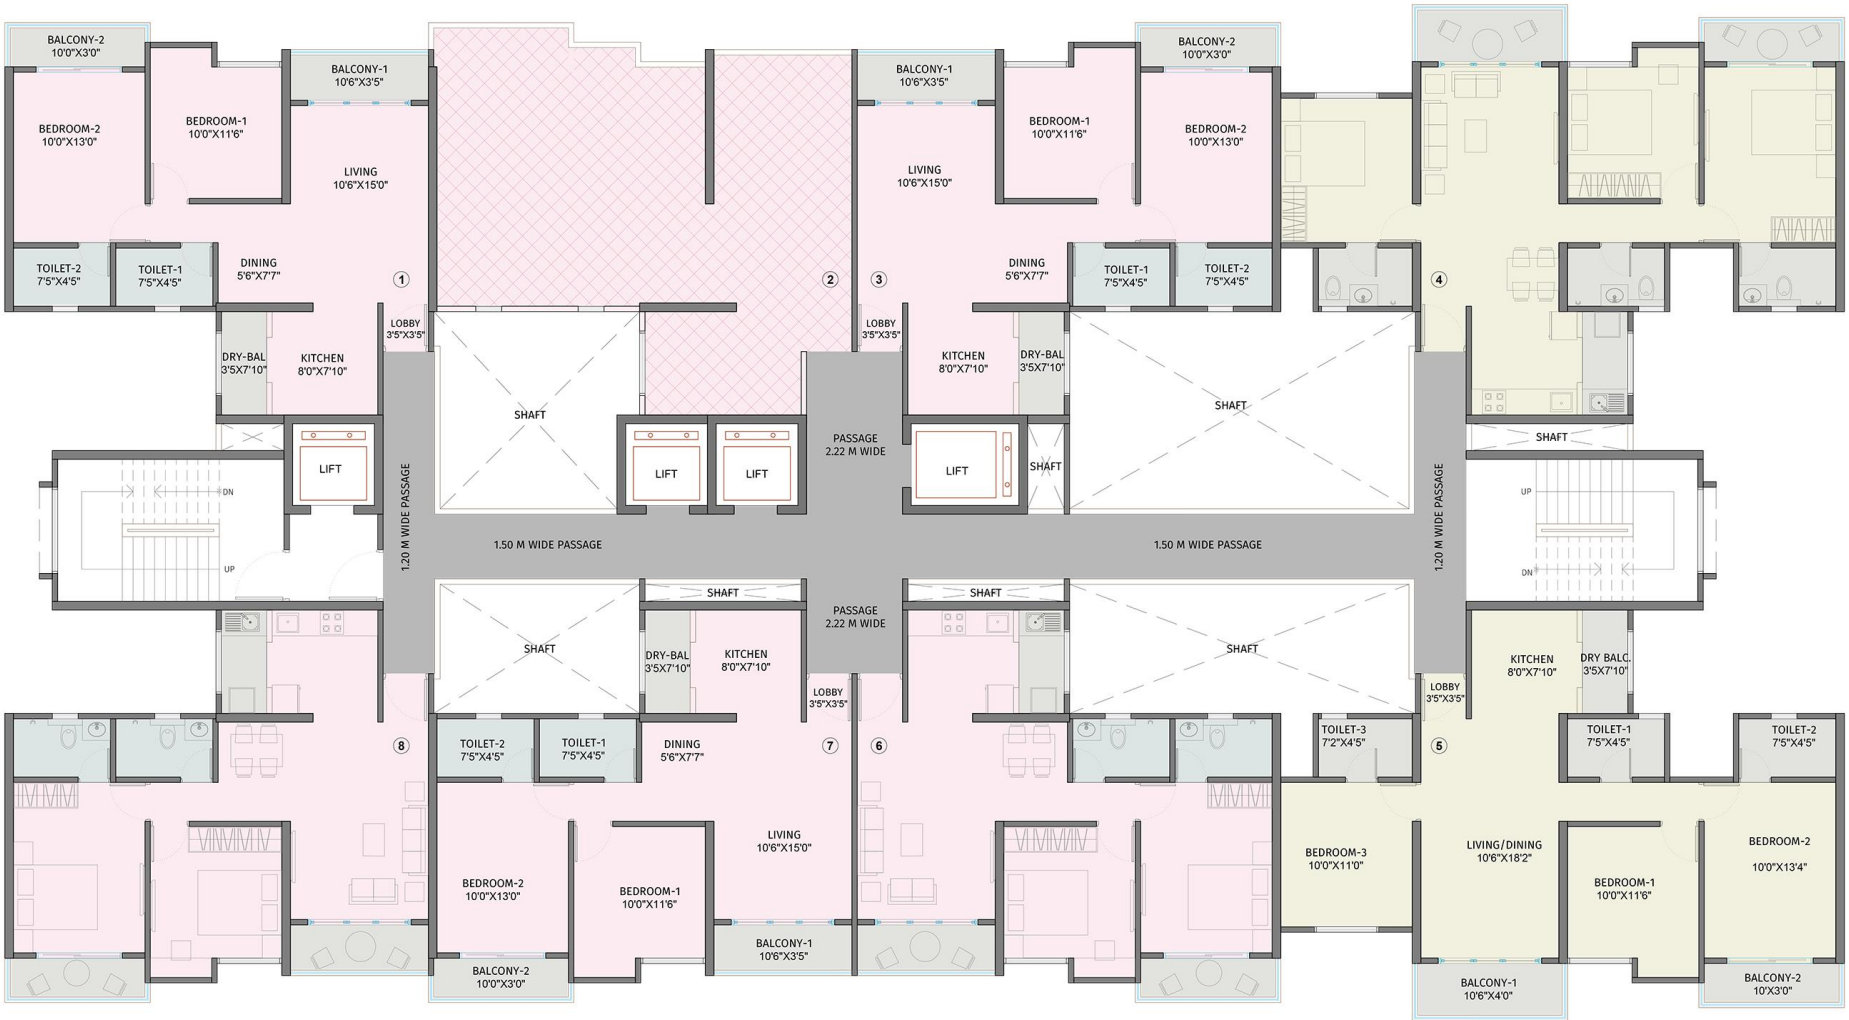 BALCONY-2
10'0"X3'0"
BALCONY-1
10'6"X3'5"
BEDROOM-2
10'0"X13'0"
BEDROOM-1
10'0"X11'6"
LIVING
10'6"X15'0"
TOILET-2
7'5"X4'5"
TOILET-1
7'5"X4'5"
DINING
5'6"X7'7"
1
LOBBY
3'5"X3'5"
DRY-BAL
3'5X7'10"
KITCHEN
8'0"X7'10"
2
BALCONY-1
10'6"X3'5"
BALCONY-2
10'0"X3'0"
BEDROOM-1
10'0"X11'6"
BEDROOM-2
10'0"X13'0"
LIVING
10'6"X15'0"
3
DINING
5'6"X7'7"
TOILET-1
7'5"X4'5"
TOILET-2
7'5"X4'5"
LOBBY
3'5"X3'5"
KITCHEN
8'0"X7'10"
DRY-BAL
3'5X7'10"
4
SHAFT
SHAFT
SHAFT
SHAFT
LIFT
LIFT
LIFT
LIFT
PASSAGE
2.22 M WIDE
DN
UP
1.20 M WIDE PASSAGE
1.50 M WIDE PASSAGE
1.50 M WIDE PASSAGE
1.20 M WIDE PASSAGE
UP
DN
SHAFT
SHAFT
SHAFT
SHAFT
PASSAGE
2.22 M WIDE
8
DRY-BAL
3'5X7'10"
KITCHEN
8'0"X7'10"
LOBBY
3'5"X3'5"
TOILET-2
7'5"X4'5"
TOILET-1
7'5"X4'5"
DINING
5'6"X7'7"
7
LIVING
10'6"X15'0"
BEDROOM-2
10'0"X13'0"
BEDROOM-1
10'0"X11'6"
BALCONY-1
10'6"X3'5"
BALCONY-2
10'0"X3'0"
6
KITCHEN
8'0"X7'10"
DRY BALC.
3'5X7'10"
LOBBY
3'5"X3'5"
TOILET-3
7'2"X4'5"
5
TOILET-1
7'5"X4'5"
TOILET-2
7'5"X4'5"
BEDROOM-3
10'0"X11'0"
LIVING/DINING
10'6"X18'2"
BEDROOM-2
10'0"X13'4"
BEDROOM-1
10'0"X11'6"
BALCONY-1
10'6"X4'0"
BALCONY-2
10'X3'0"